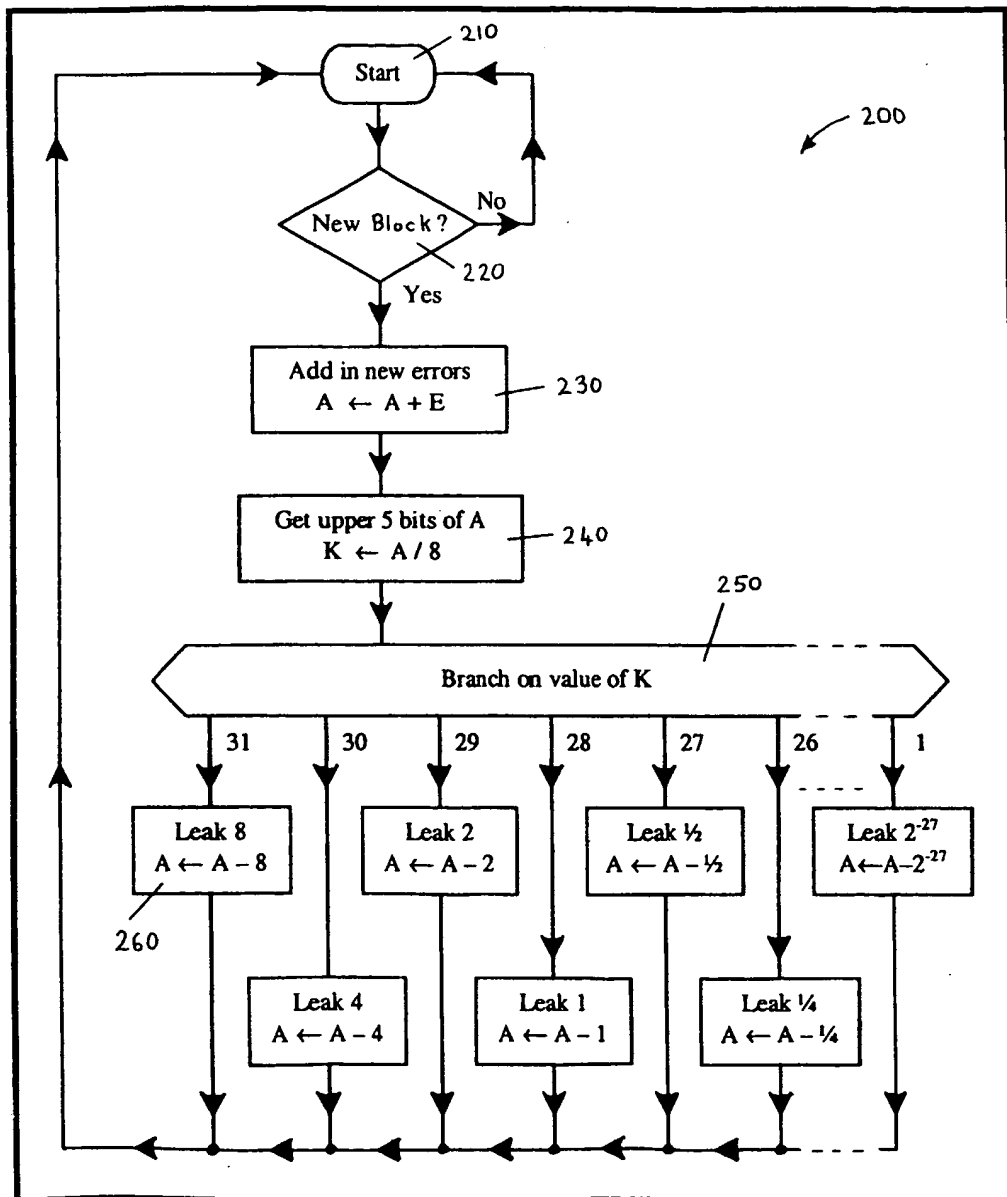 210
Start
200
No
New Block?
220
Yes
Add in new errors
A ← A + E
230
Get upper 5 bits of A
K ← A / 8
240
250
Branch on value of K
31
30
29
28
27
26
1
Leak 8
A ← A − 8
Leak 2
A ← A − 2
Leak ½
A ← A − ½
Leak 2⁻²⁷
A←A−2⁻²⁷
260
Leak 4
A ← A − 4
Leak 1
A ← A − 1
Leak ¼
A ← A − ¼